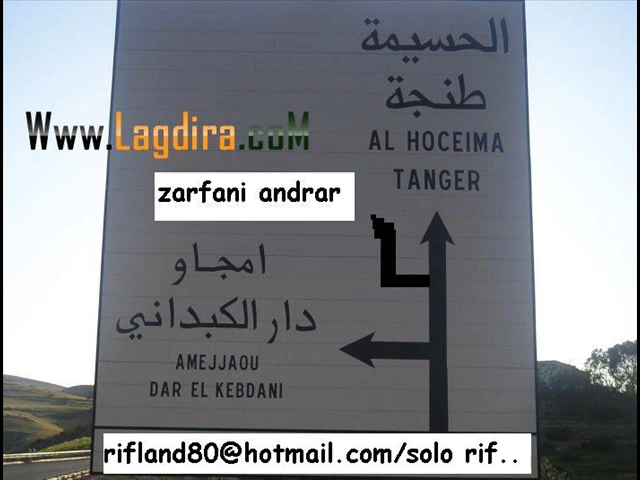 الحسيمة
طنجة
AL HOCEIMA
TANGER
Www.Lagdira.coM
zarfani andrar
امجاو
دار الكبداني
AMEJJAOU
DAR EL KEBDANI
rifland80@hotmail.com/solo rif..